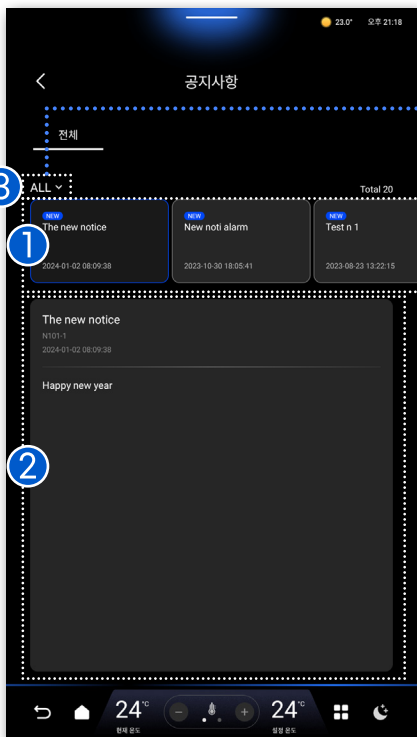 23.0° 오후 21:18
공지사항
전체
3
ALL
Total 20
1
NEW
The new notice
2024-01-02 08:09:38
NEW
New noti alarm
2023-10-30 18:05:41
NEW
Test n 1
2023-08-23 13:22:15
2
The new notice
N101-1
2024-01-02 08:09:38
Happy new year
24°C
현재 온도
24°C
설정 온도